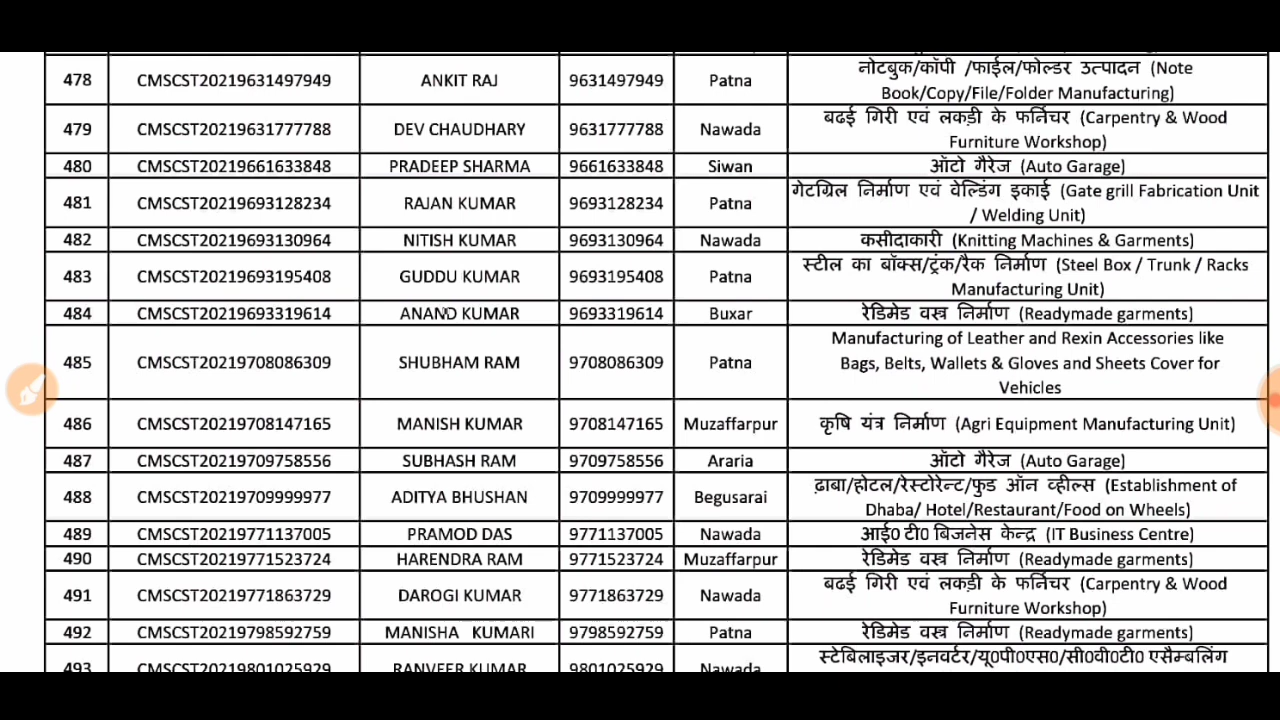 478 CMSCST20219631497949 ANKIT RAJ 9631497949 Patna नोटबुक/कॉपी /फाईल/फोल्डर उत्पादन (Note
Book/Copy/File/Folder Manufacturing)
479 CMSCST20219631777788 DEV CHAUDHARY 9631777788 Nawada बढई गिरी एवं लकड़ी के फर्निचर (Carpentry & Wood
Furniture Workshop)
480 CMSCST20219661633848 PRADEEP SHARMA 9661633848 Siwan ऑटो गैरेज (Auto Garage)
481 CMSCST20219693128234 RAJAN KUMAR 9693128234 Patna गेटग्रिल निर्माण एवं वेल्डिंग इकाई (Gate grill Fabrication Unit
/ Welding Unit)
482 CMSCST20219693130964 NITISH KUMAR 9693130964 Nawada कसीदाकारी (Knitting Machines & Garments)
483 CMSCST20219693195408 GUDDU KUMAR 9693195408 Patna स्टील का बॉक्स/ट्रंक/रैक निर्माण (Steel Box / Trunk / Racks
Manufacturing Unit)
484 CMSCST20219693319614 ANAND KUMAR 9693319614 Buxar रेडिमेड वस्त्र निर्माण (Readymade garments)
485 CMSCST20219708086309 SHUBHAM RAM 9708086309 Patna Manufacturing of Leather and Rexin Accessories like
Bags, Belts, Wallets & Gloves and Sheets Cover for
Vehicles
486 CMSCST20219708147165 MANISH KUMAR 9708147165 Muzaffarpur कृषि यंत्र निर्माण (Agri Equipment Manufacturing Unit)
487 CMSCST20219709758556 SUBHASH RAM 9709758556 Araria ऑटो गैरेज (Auto Garage)
488 CMSCST20219709999977 ADITYA BHUSHAN 9709999977 Begusarai ढ़ाबा/होटल/रेस्टोरेन्ट/फुड ऑन व्हील्स (Establishment of
Dhaba/ Hotel/Restaurant/Food on Wheels)
489 CMSCST20219771137005 PRAMOD DAS 9771137005 Nawada आई0 टी0 बिजनेस केन्द्र (IT Business Centre)
490 CMSCST20219771523724 HARENDRA RAM 9771523724 Muzaffarpur रेडिमेड वस्त्र निर्माण (Readymade garments)
491 CMSCST20219771863729 DAROGI KUMAR 9771863729 Nawada बढई गिरी एवं लकड़ी के फर्निचर (Carpentry & Wood
Furniture Workshop)
492 CMSCST20219798592759 MANISHA KUMARI 9798592759 Patna रेडिमेड वस्त्र निर्माण (Readymade garments)
493 CMSCST20219801025929 RANVEER KUMAR 9801025929 Nawada स्टेबिलाइजर/इनवर्टर/यू0पी0एस0/सी0वी0टी0 एसैम्बलिंग